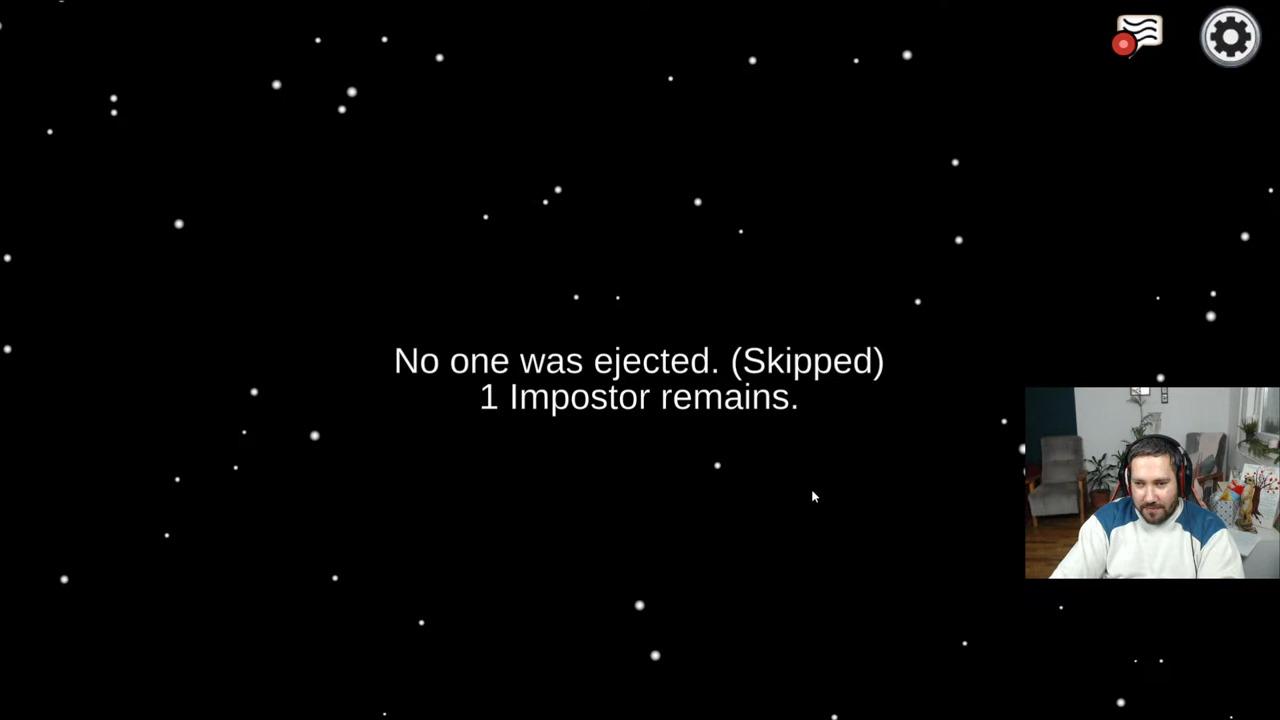 No one was ejected. (Skipped)
1 Impostor remains.